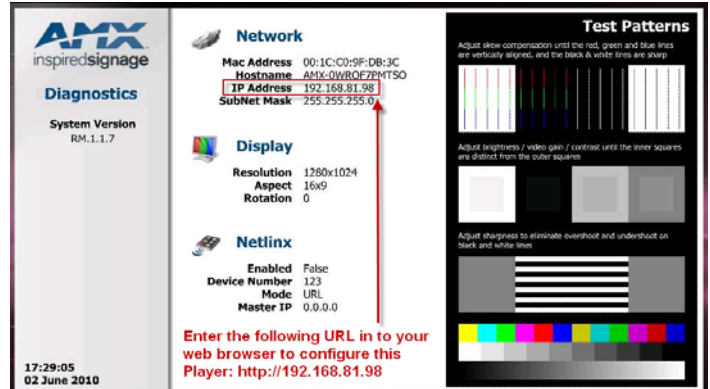 AMX
inspiredsignage
Diagnostics
System Version
RM.1.1.7
17:29:05
02 June 2010
Network
Mac Address 00:1C:C0:9F:DB:3C
Hostname AMX-0WROF7PMTSO
IP Address 192.168.81.98
SubNet Mask 255.255.255.0
Display
Resolution 1280x1024
Aspect 16x9
Rotation 0
Netlinx
Enabled False
Device Number 123
Mode URL
Master IP 0.0.0.0
Enter the following URL in to your
web browser to configure this
Player: http://192.168.81.98
Test Patterns
Adjust skew compensation until the red, green and blue lines
are vertically aligned, and the black & white lines are sharp
Adjust brightness / video gain / contrast until the inner squares
are distinct from the outer squares
Adjust sharpness to eliminate overshoot and undershoot on
black and white lines